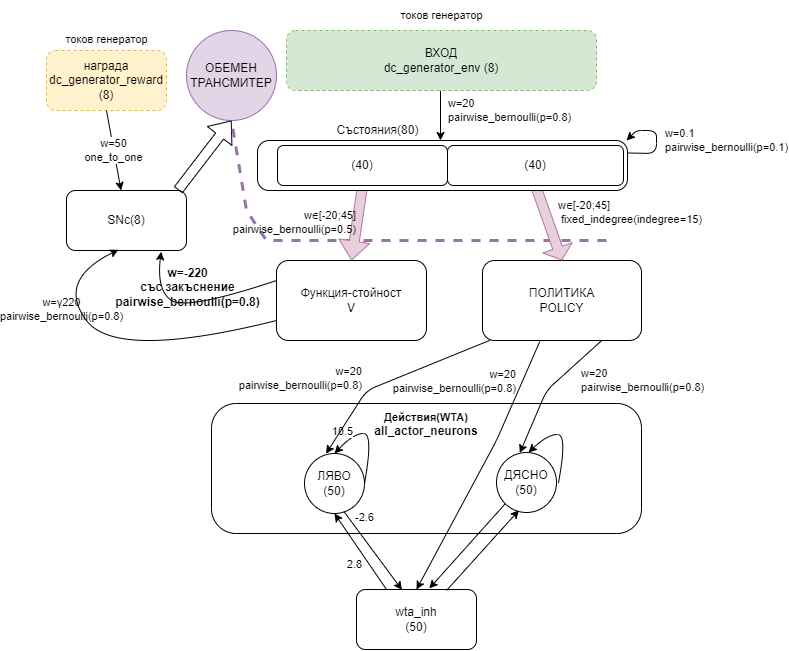 токов генератор
токов генератор
награда
dc_generator_reward
(8)
ОБЕМЕН
ТРАНСМИТЕР
ВХОД
dc_generator_env (8)
w=20
pairwise_bernoulli(p=0.8)
w=50
one_to_one
Състояния(80)
(40)
(40)
w=0.1
pairwise_bernoulli(p=0.1)
SNc(8)
w∈[-20;45]
pairwise_bernoulli(p=0.5)
w∈[-20;45]
fixed_indegree(indegree=15)
w=-220
със закъснение
pairwise_bernoulli(p=0.8)
w=γ220
pairwise_bernoulli(p=0.8)
Функция-стойност
V
ПОЛИТИКА
POLICY
w=20
pairwise_bernoulli(p=0.8)
w=20
pairwise_bernoulli(p=0.8)
w=20
pairwise_bernoulli(p=0.8)
Действия(WTA)
all_actor_neurons
10.5
ЛЯВО
(50)
ДЯСНО
(50)
-2.6
2.8
wta_inh
(50)